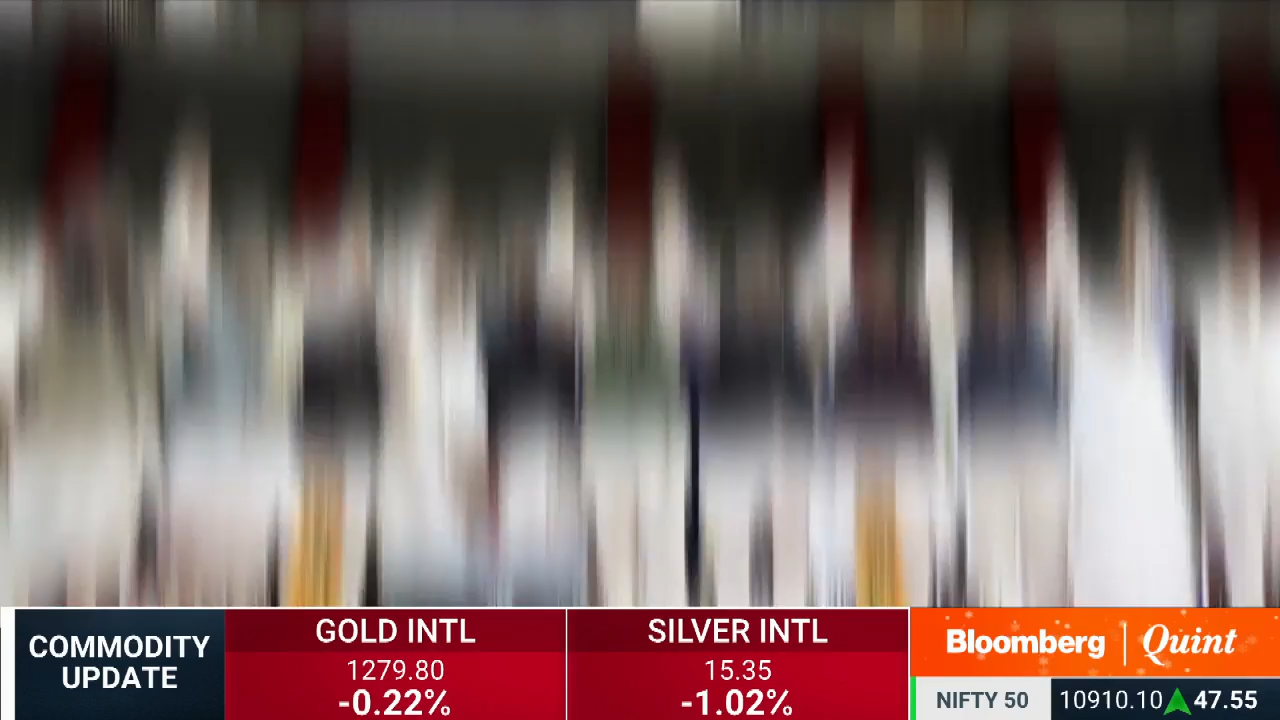 COMMODITY
UPDATE
GOLD INTL
1279.80
-0.22%
SILVER INTL
15.35
-1.02%
Bloomberg | Quint
NIFTY 50 10910.10 ▲ 47.55